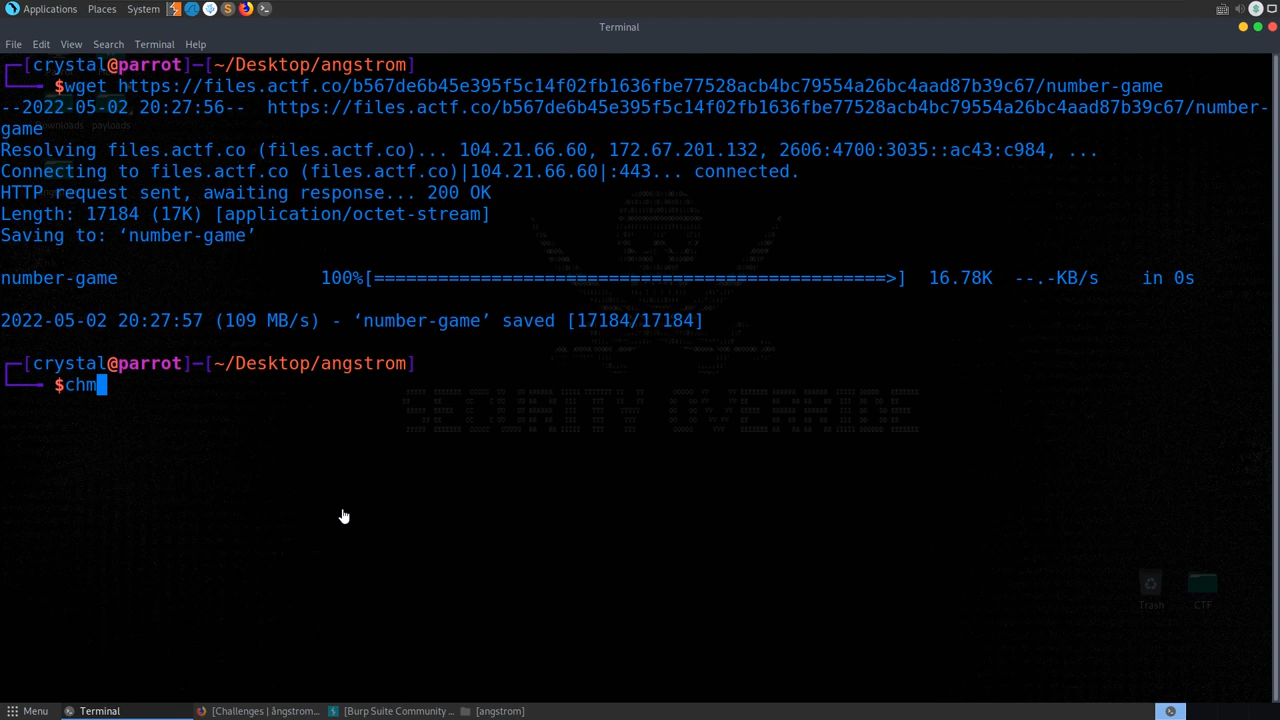 Applications Places System
Terminal
File Edit View Search Terminal Help
┌─[crystal@parrot]─[~/Desktop/angstrom]
└──╼ $wget https://files.actf.co/b567de6b45e395f5c14f02fb1636fbe77528acb4bc79554a26bc4aad87b39c67/number-game
--2022-05-02 20:27:56--  https://files.actf.co/b567de6b45e395f5c14f02fb1636fbe77528acb4bc79554a26bc4aad87b39c67/number-
game
Downloads payloads
Resolving files.actf.co (files.actf.co)... 104.21.66.60, 172.67.201.132, 2606:4700:3035::ac43:c984, ...
Connecting to files.actf.co (files.actf.co)|104.21.66.60|:443... connected.
HTTP request sent, awaiting response... 200 OK
Length: 17184 (17K) [application/octet-stream]
Saving to: ‘number-game’
number-game 100%[================================================>] 16.78K --.-KB/s in 0s
2022-05-02 20:27:57 (109 MB/s) - ‘number-game’ saved [17184/17184]
┌─[crystal@parrot]─[~/Desktop/angstrom]
└──╼ $chm
Trash CTF
Menu Terminal [Challenges | ångstrom... [Burp Suite Community ... [angstrom]